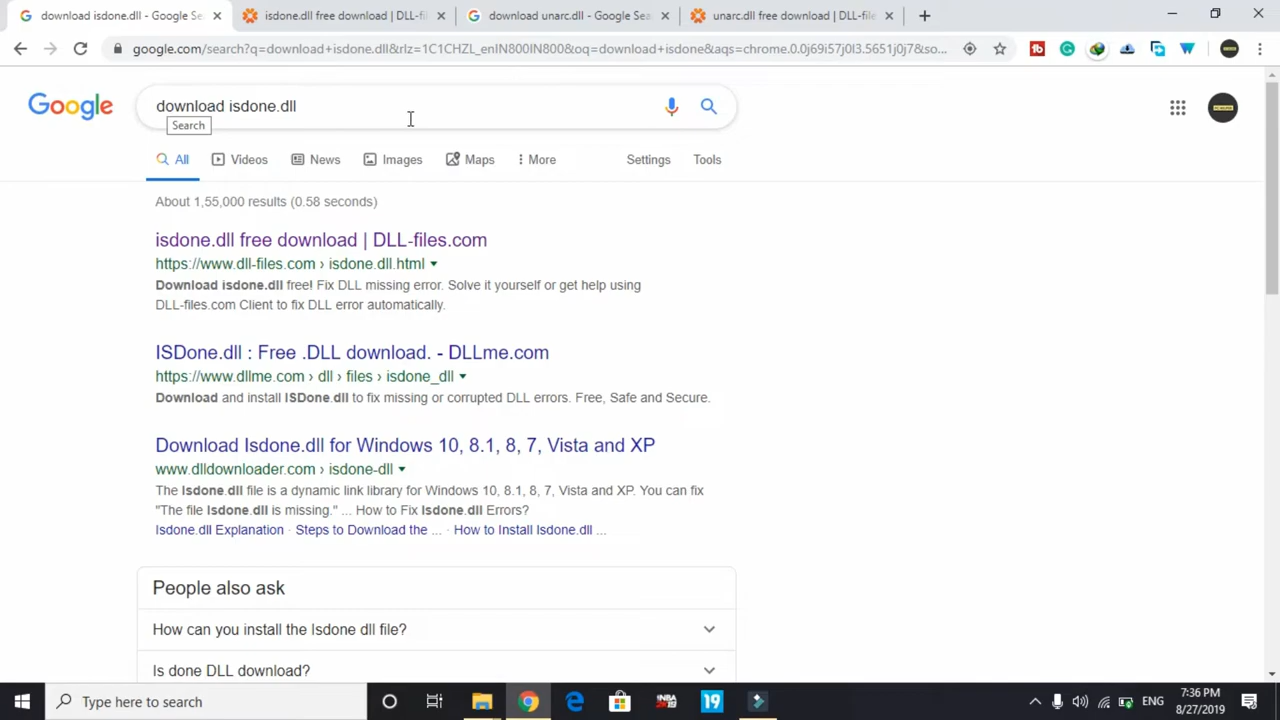 download isdone.dll - Google Se
isdone.dll free download | DLL-fil
download unarc.dll - Google Sea
unarc.dll free download | DLL-file
google.com/search?q=download+isdone.dll&rlz=1C1CHZL_enIN800IN800&oq=download+isdone&aqs=chrome.0.0j69i57j0l3.5651j0j7&so...
Google
download isdone.dll
Search
All
Videos
News
Images
Maps
More
Settings
Tools
About 1,55,000 results (0.58 seconds)
isdone.dll free download | DLL-files.com
https://www.dll-files.com › isdone.dll.html
Download isdone.dll free! Fix DLL missing error. Solve it yourself or get help using
DLL-files.com Client to fix DLL error automatically.
ISDone.dll : Free .DLL download. - DLLme.com
https://www.dllme.com › dll › files › isdone_dll
Download and install ISDone.dll to fix missing or corrupted DLL errors. Free, Safe and Secure.
Download Isdone.dll for Windows 10, 8.1, 8, 7, Vista and XP
www.dlldownloader.com › isdone-dll
The Isdone.dll file is a dynamic link library for Windows 10, 8.1, 8, 7, Vista and XP. You can fix
"The file Isdone.dll is missing." ... How to Fix Isdone.dll Errors?
Isdone.dll Explanation · Steps to Download the ... · How to Install Isdone.dll ...
People also ask
How can you install the Isdone dll file?
Is done DLL download?
Type here to search
19
ENG
7:36 PM
8/27/2019